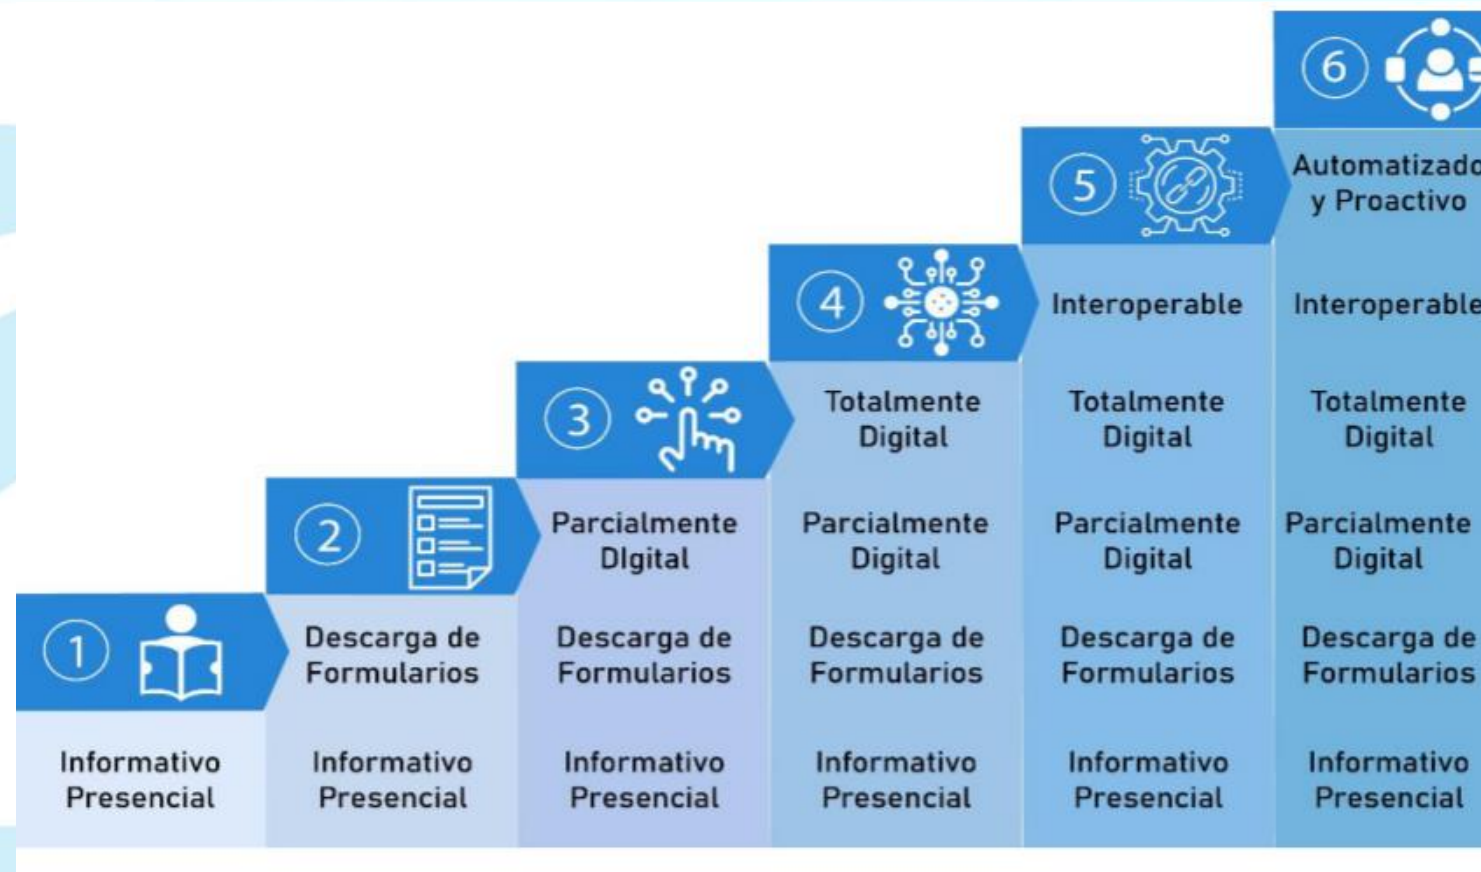 6
5
Automatizado
y Proactivo
4
Interoperable
Interoperable
3
Totalmente
Digital
Totalmente
Digital
Totalmente
Digital
2
Parcialmente
DIgital
Parcialmente
Digital
Parcialmente
Digital
Parcialmente
Digital
1
Descarga de
Formularios
Descarga de
Formularios
Descarga de
Formularios
Descarga de
Formularios
Descarga de
Formularios
Informativo
Presencial
Informativo
Presencial
Informativo
Presencial
Informativo
Presencial
Informativo
Presencial
Informativo
Presencial